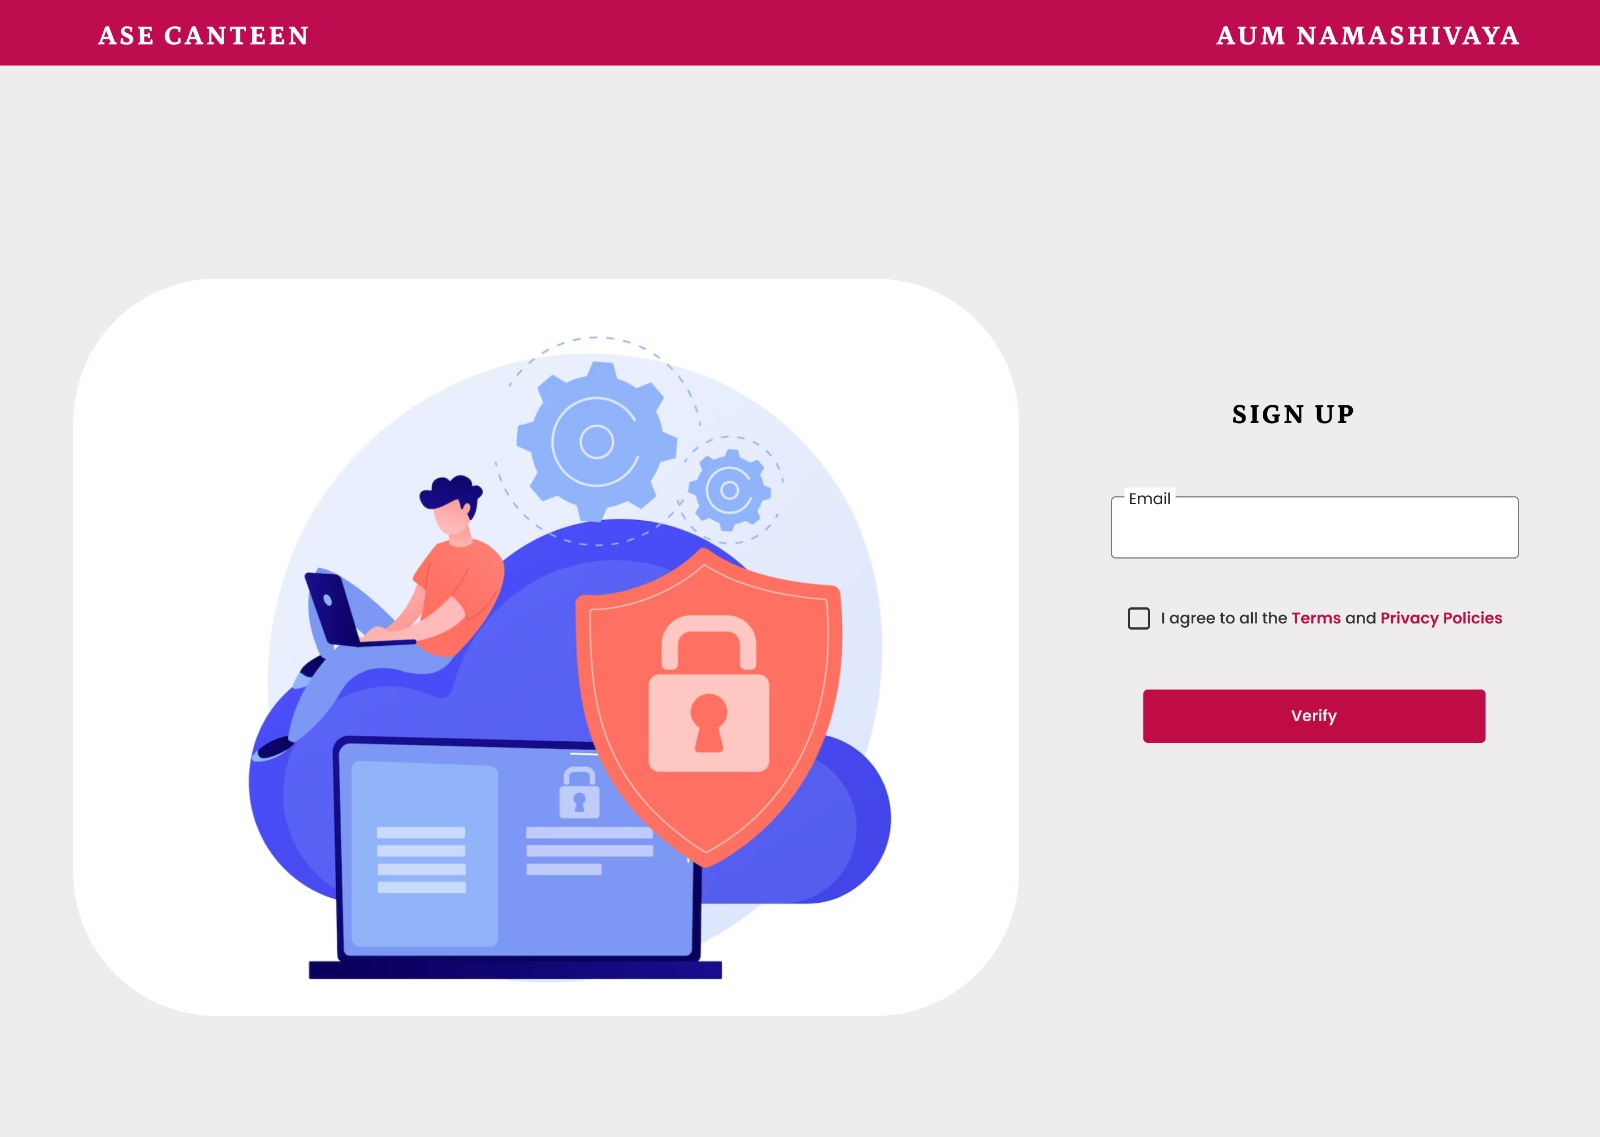 ASE CANTEEN
AUM NAMASHIVAYA
SIGN UP
Email
I agree to all the Terms and Privacy Policies
Verify